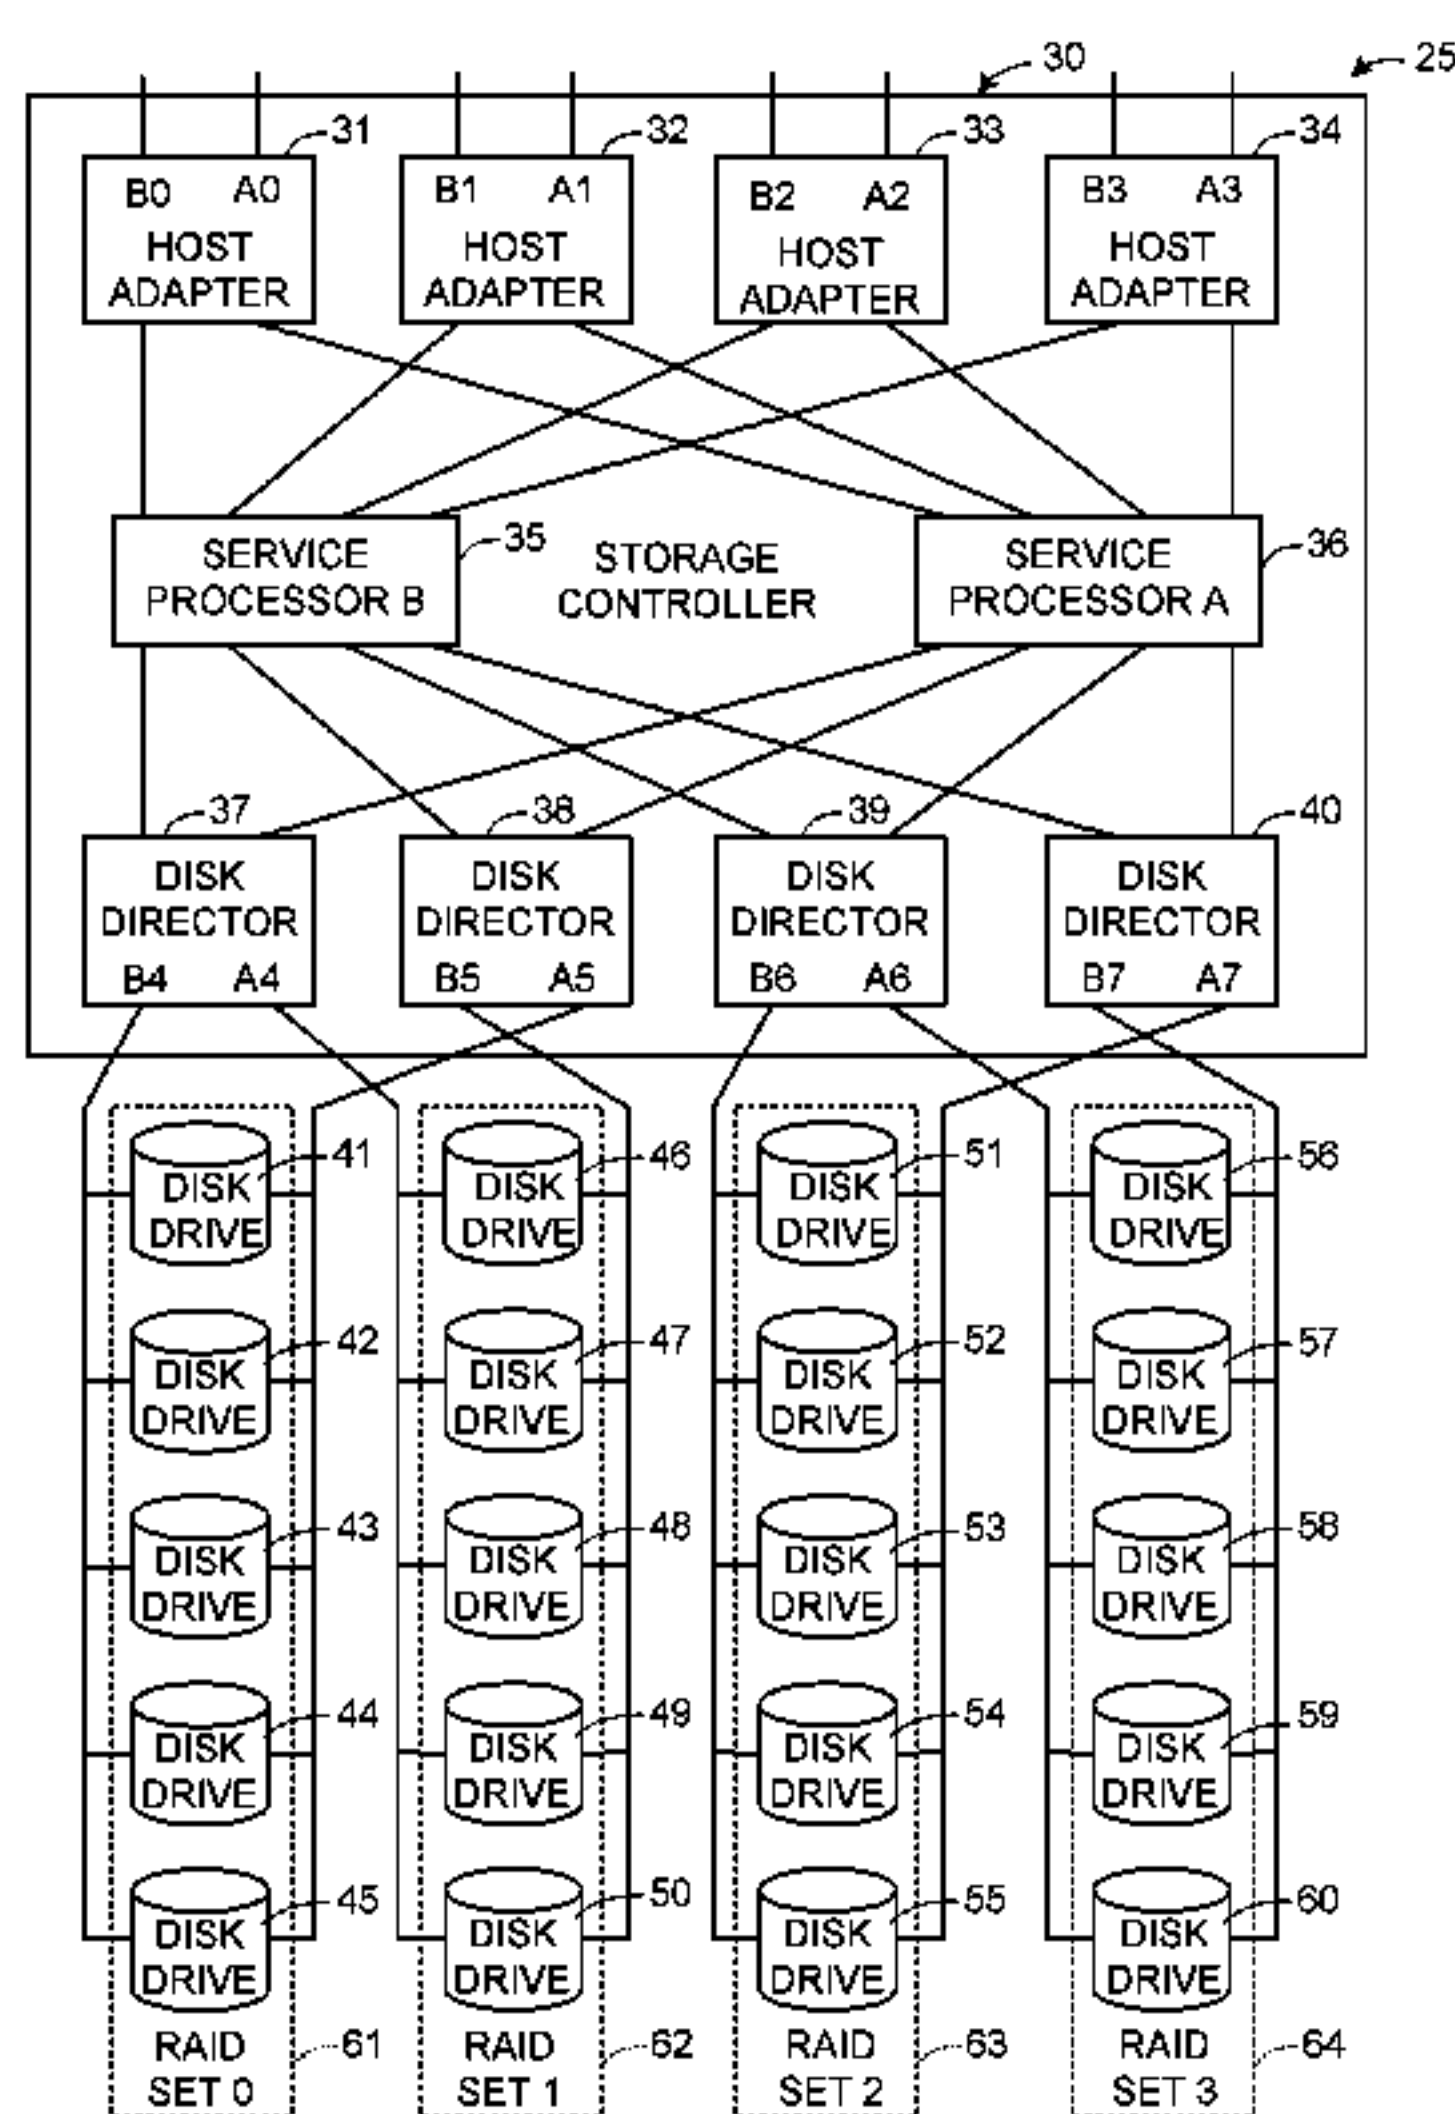 30
25
31
32
33
34
B0 A0
HOST
ADAPTER
B1 A1
HOST
ADAPTER
B2 A2
HOST
ADAPTER
B3 A3
HOST
ADAPTER
SERVICE
PROCESSOR B
35
STORAGE
CONTROLLER
SERVICE
PROCESSOR A
36
37
38
39
40
DISK
DIRECTOR
B4 A4
DISK
DIRECTOR
B5 A5
DISK
DIRECTOR
B6 A6
DISK
DIRECTOR
B7 A7
DISK
DRIVE
41
DISK
DRIVE
46
DISK
DRIVE
51
DISK
DRIVE
56
DISK
DRIVE
42
DISK
DRIVE
47
DISK
DRIVE
52
DISK
DRIVE
57
DISK
DRIVE
43
DISK
DRIVE
48
DISK
DRIVE
53
DISK
DRIVE
58
DISK
DRIVE
44
DISK
DRIVE
49
DISK
DRIVE
54
DISK
DRIVE
59
DISK
DRIVE
45
DISK
DRIVE
50
DISK
DRIVE
55
DISK
DRIVE
60
RAID
SET 0
61
RAID
SET 1
62
RAID
SET 2
63
RAID
SET 3
64